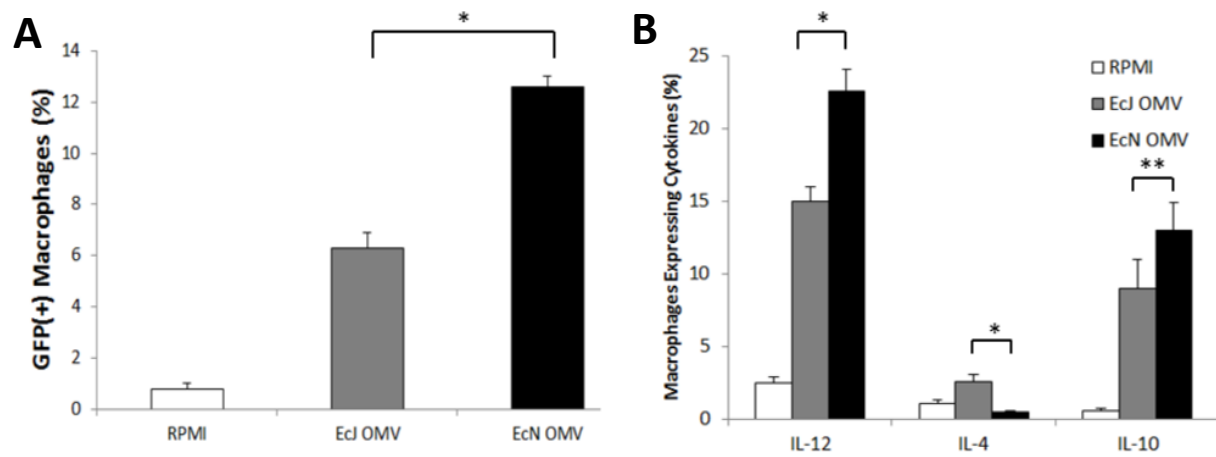 A
GFP(+) Macrophages (%)
14
12
10
8
6
4
2
0
*
RPMI
EcJ OMV
EcN OMV
B
Macrophages Expressing Cytokines (%)
25
20
15
10
5
0
*
*
**
RPMI
EcJ OMV
EcN OMV
IL-12
IL-4
IL-10